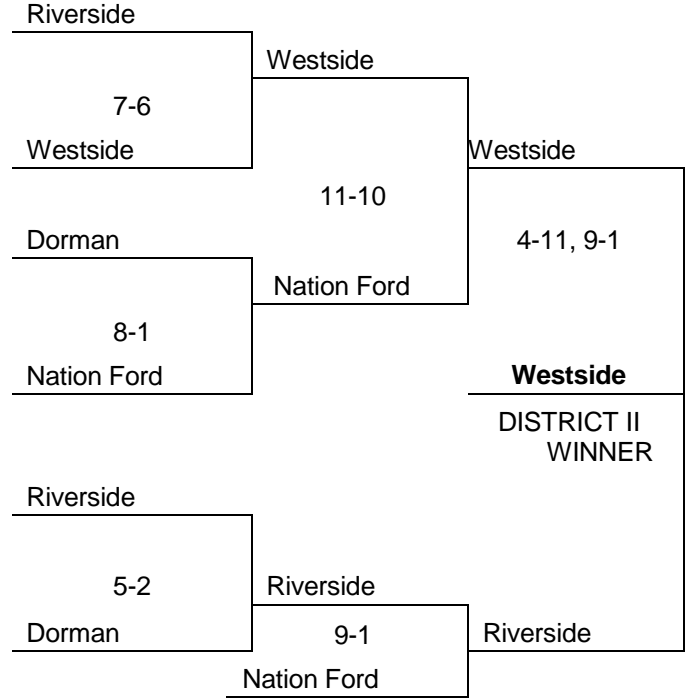 Riverside
Westside
7-6
Westside
Westside
11-10
Dorman
4-11, 9-1
Nation Ford
8-1
Nation Ford
Westside
DISTRICT II
WINNER
Riverside
5-2
Riverside
Dorman
9-1
Riverside
Nation Ford